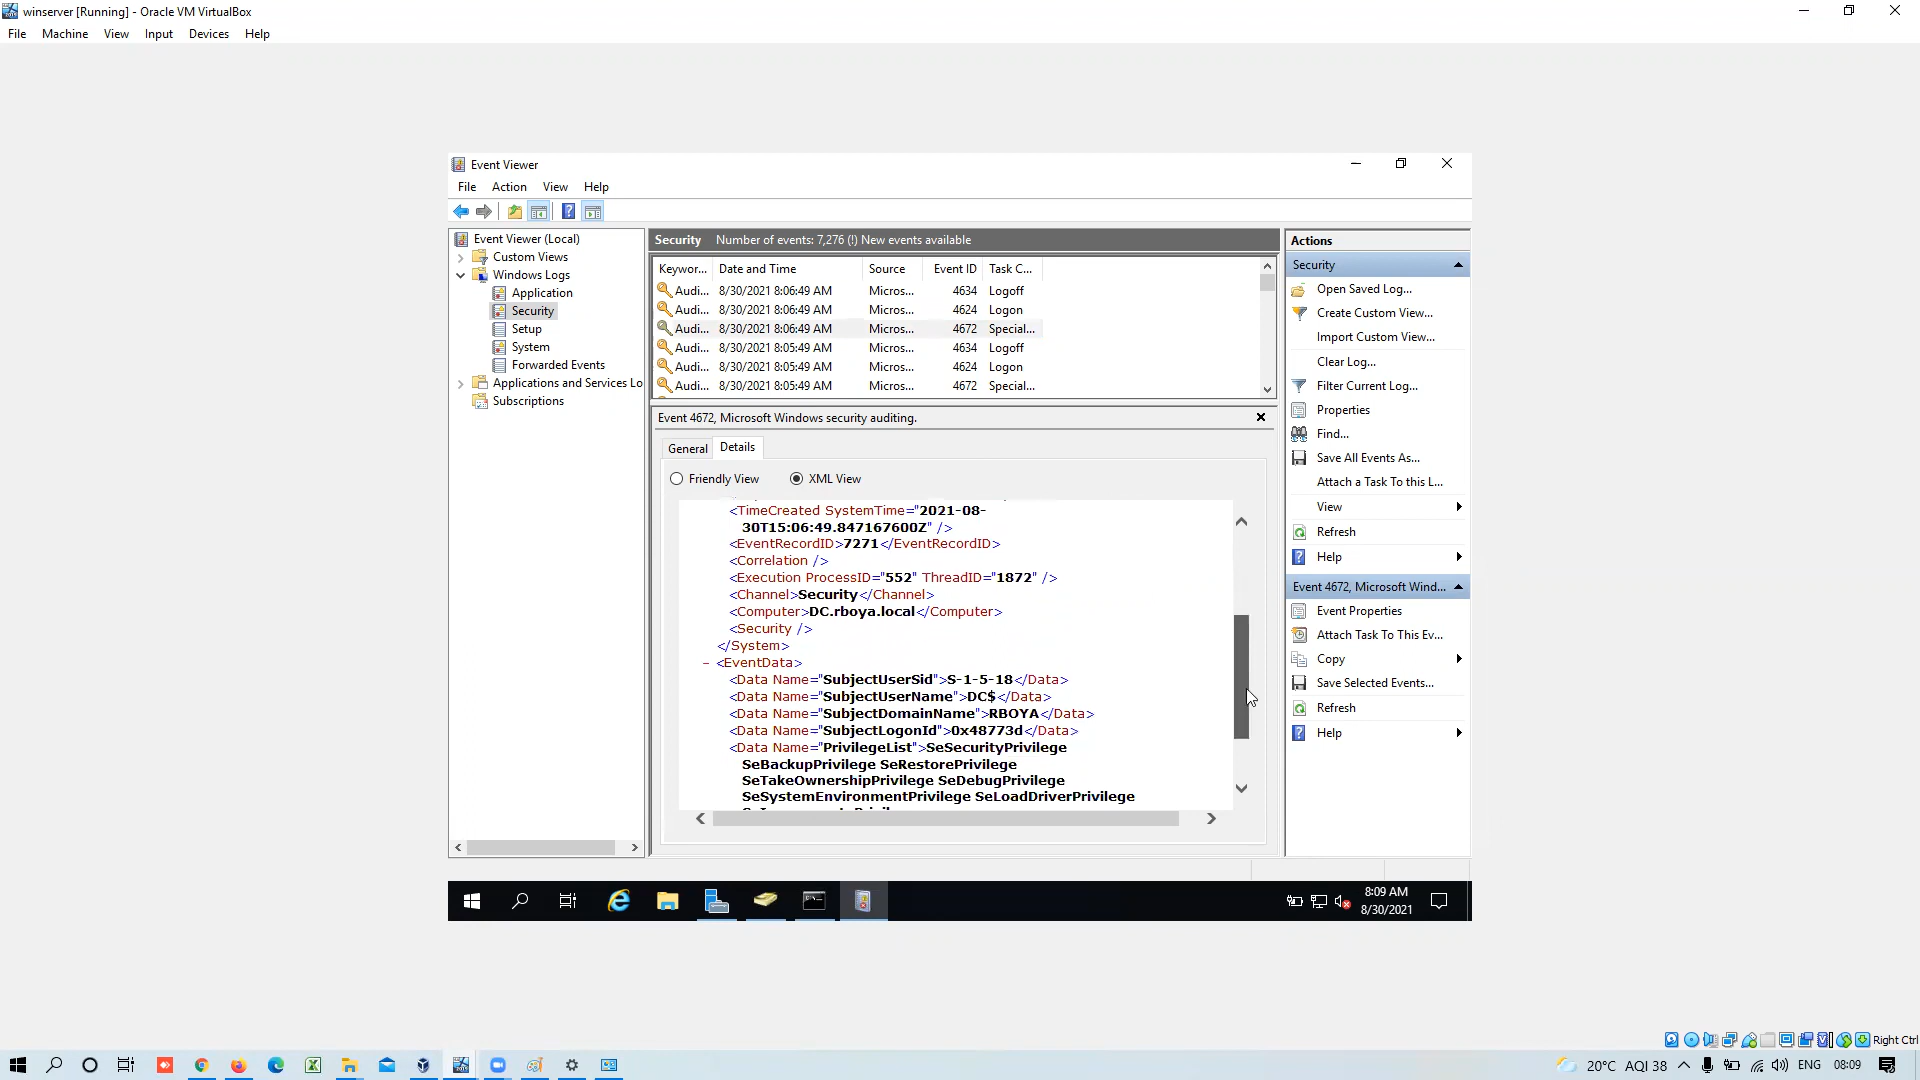 winserver [Running] - Oracle VM VirtualBox
File Machine View Input Devices Help
Event Viewer
File Action View Help
Event Viewer (Local)
Custom Views
Windows Logs
Application
Security
Setup
System
Forwarded Events
Applications and Services Lo
Subscriptions
Security Number of events: 7,276 (!) New events available
Keywor... Date and Time Source Event ID Task C...
Audi... 8/30/2021 8:06:49 AM Micros... 4634 Logoff
Audi... 8/30/2021 8:06:49 AM Micros... 4624 Logon
Audi... 8/30/2021 8:06:49 AM Micros... 4672 Special...
Audi... 8/30/2021 8:05:49 AM Micros... 4634 Logoff
Audi... 8/30/2021 8:05:49 AM Micros... 4624 Logon
Audi... 8/30/2021 8:05:49 AM Micros... 4672 Special...
Event 4672, Microsoft Windows security auditing.
General Details
Friendly View XML View
<TimeCreated SystemTime="2021-08-
30T15:06:49.847167600Z" />
<EventRecordID>7271</EventRecordID>
<Correlation />
<Execution ProcessID="552" ThreadID="1872" />
<Channel>Security</Channel>
<Computer>DC.rboya.local</Computer>
<Security />
</System>
- <EventData>
<Data Name="SubjectUserSid">S-1-5-18</Data>
<Data Name="SubjectUserName">DC$</Data>
<Data Name="SubjectDomainName">RBOYA</Data>
<Data Name="SubjectLogonId">0x48773d</Data>
<Data Name="PrivilegeList">SeSecurityPrivilege
SeBackupPrivilege SeRestorePrivilege
SeTakeOwnershipPrivilege SeDebugPrivilege
SeSystemEnvironmentPrivilege SeLoadDriverPrivilege
Actions
Security
Open Saved Log...
Create Custom View...
Import Custom View...
Clear Log...
Filter Current Log...
Properties
Find...
Save All Events As...
Attach a Task To this L...
View
Refresh
Help
Event 4672, Microsoft Wind...
Event Properties
Attach Task To This Ev...
Copy
Save Selected Events...
Refresh
Help
8:09 AM
8/30/2021
Right Ctrl
20°C AQI 38 ENG 08:09